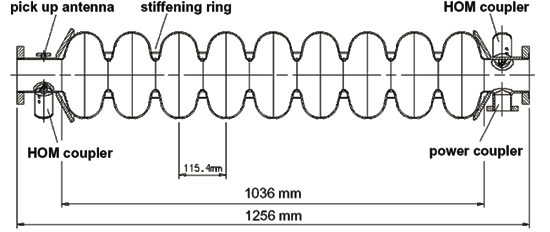 pick up antenna
stiffening ring
HOM coupler
HOM coupler
power coupler
115.4mm
1036 mm
1256 mm